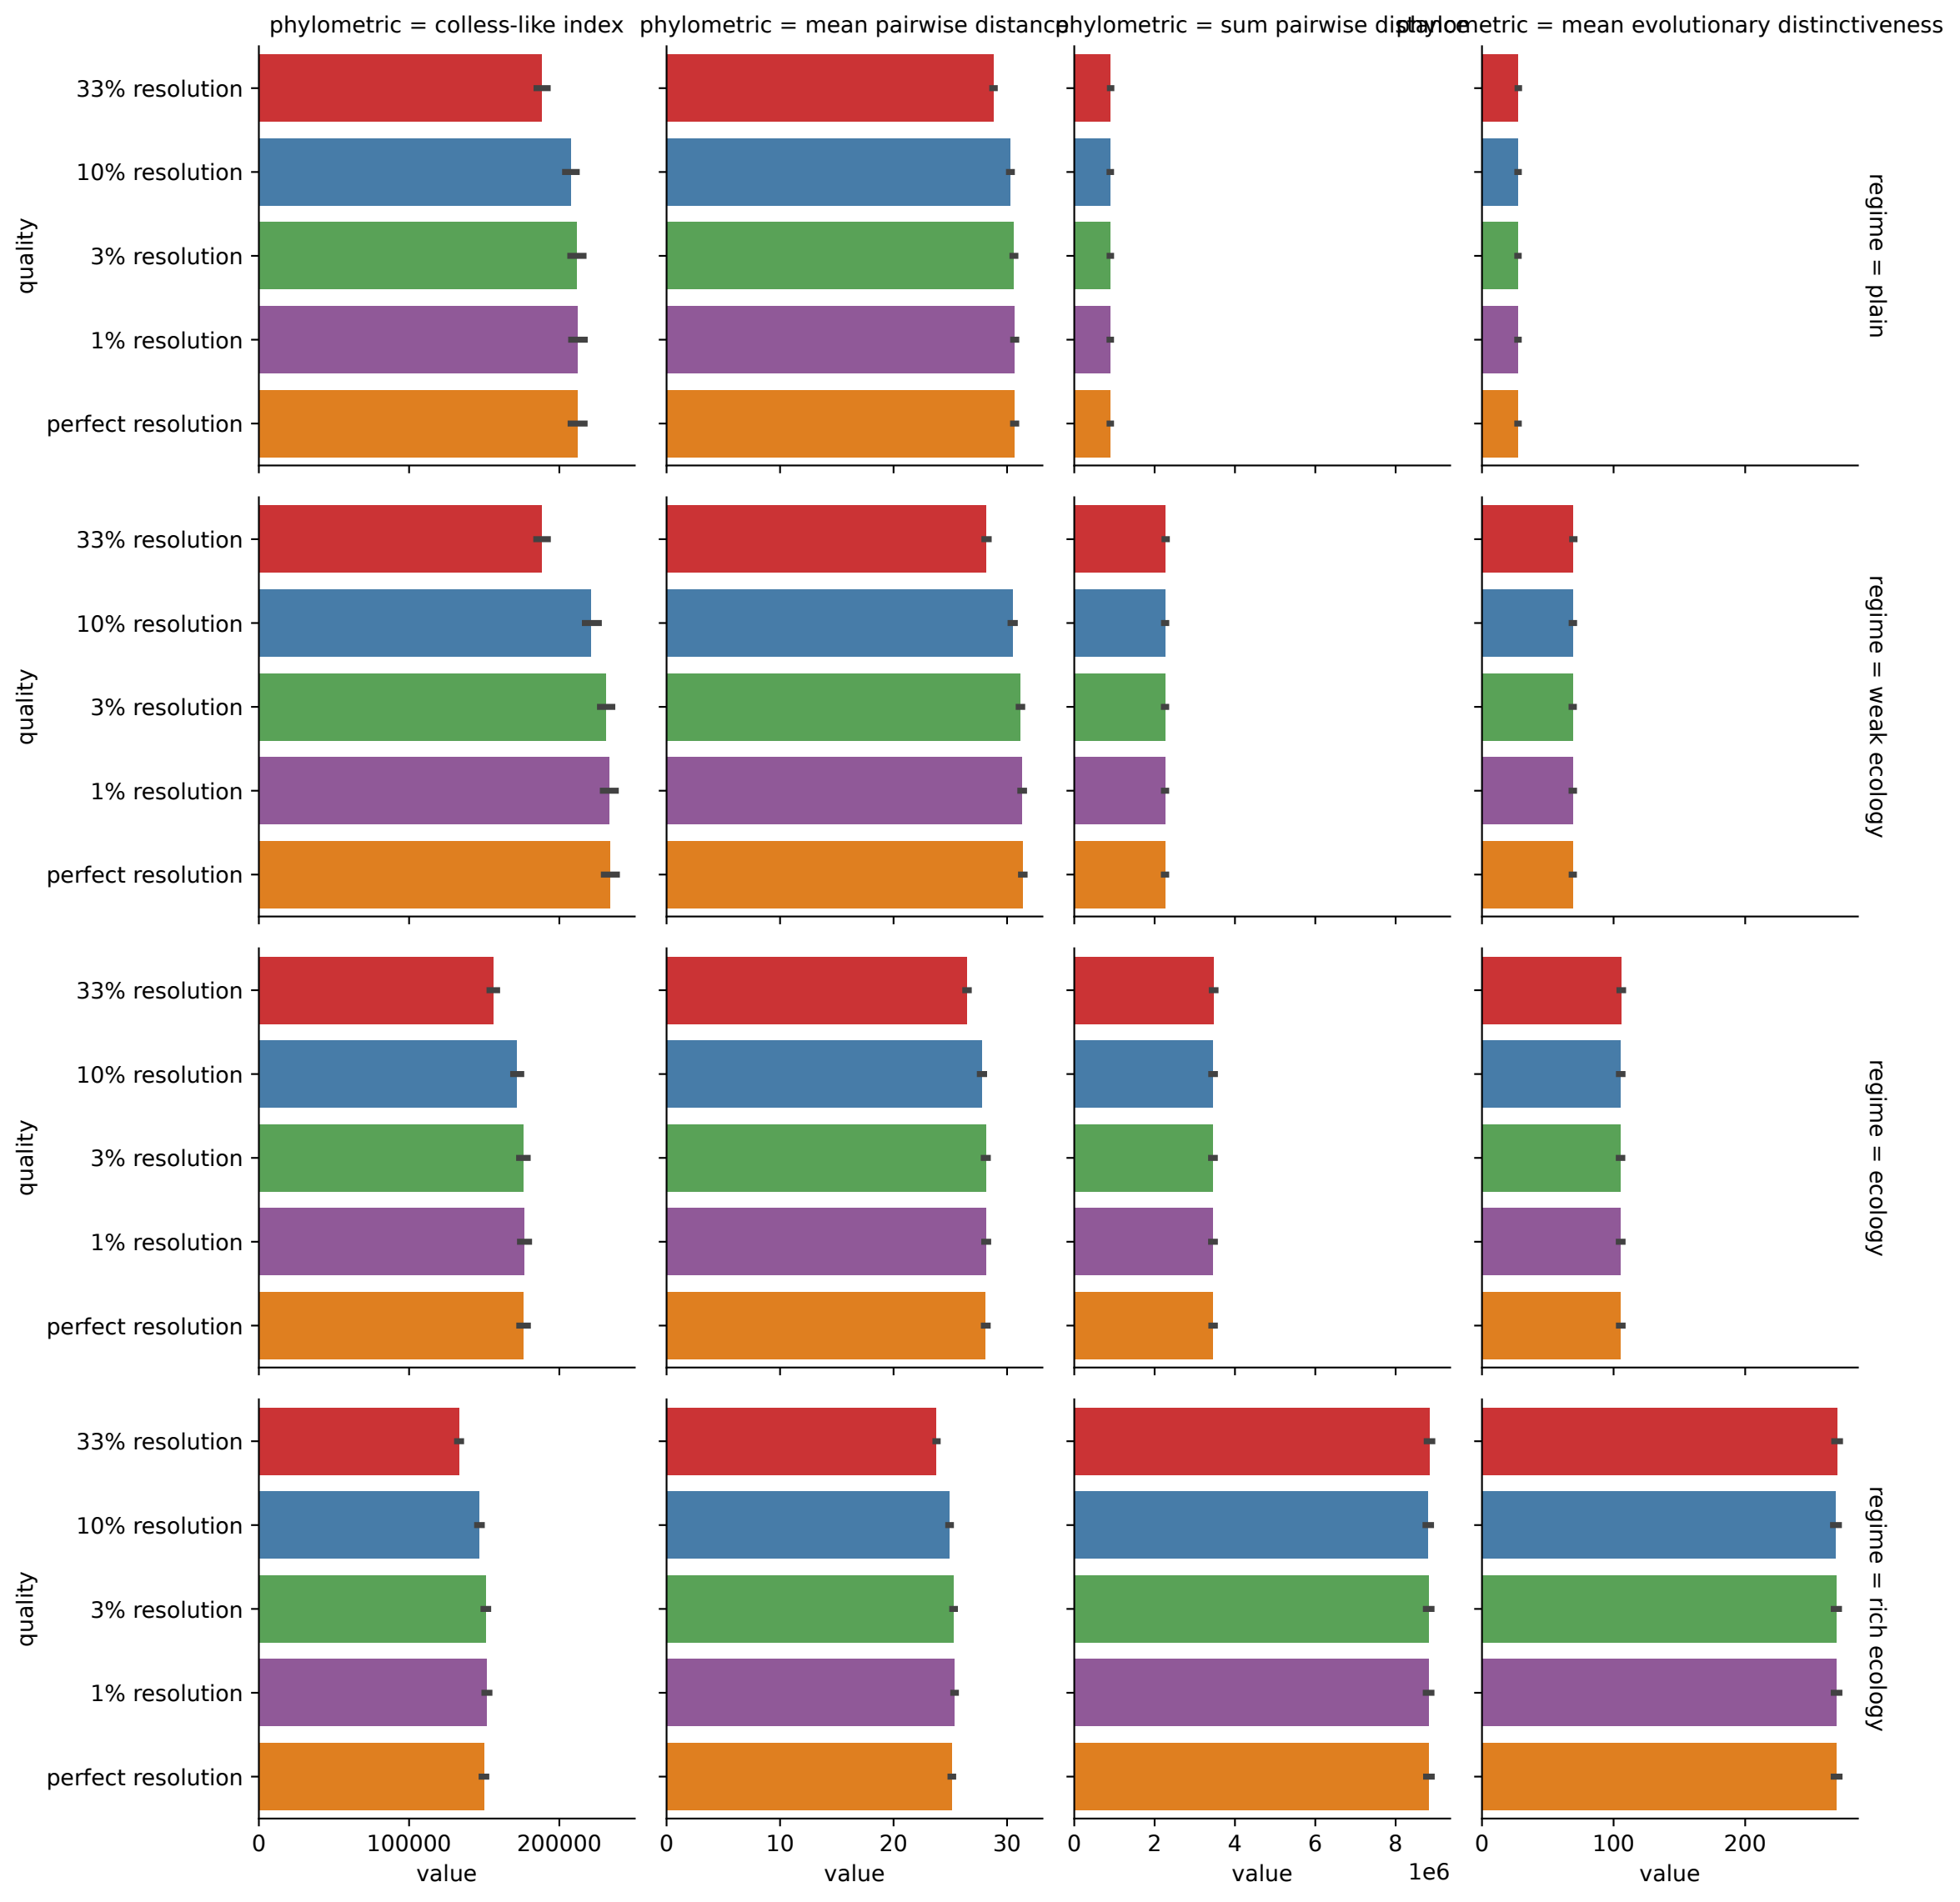 phylometric = colless-like index
phylometric = mean pairwise distance
phylometric = sum pairwise distance
phylometric = mean evolutionary distinctiveness
quality
33% resolution
10% resolution
3% resolution
1% resolution
perfect resolution
regime = plain
quality
33% resolution
10% resolution
3% resolution
1% resolution
perfect resolution
regime = weak ecology
quality
33% resolution
10% resolution
3% resolution
1% resolution
perfect resolution
regime = ecology
quality
33% resolution
10% resolution
3% resolution
1% resolution
perfect resolution
regime = rich ecology
0 100000 200000
value
0 10 20 30
value
0 2 4 6 8
1e6
value
0 100 200
value